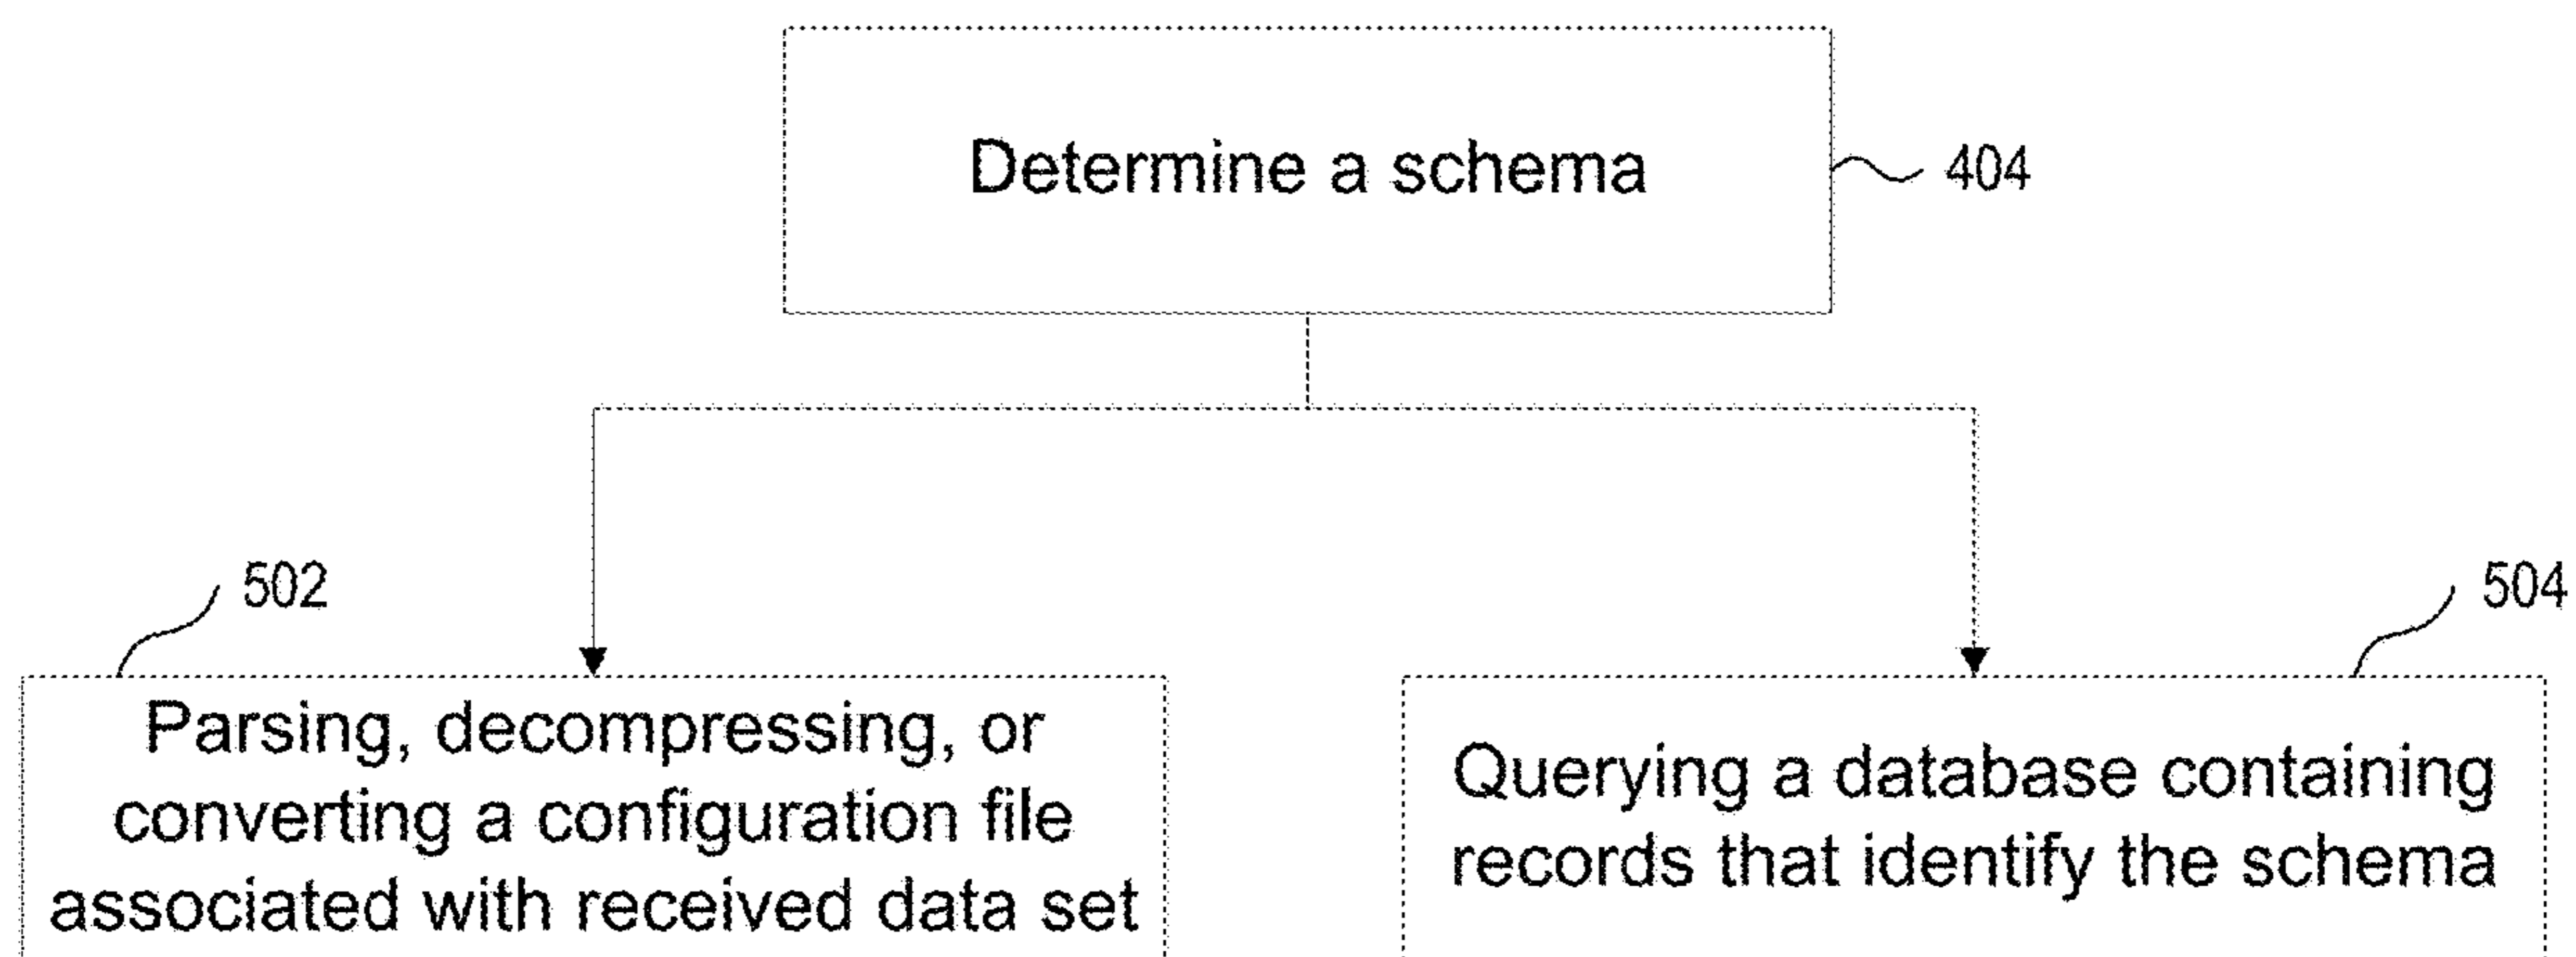 Determine a schema
404
502
504
Parsing, decompressing, or
converting a configuration file
associated with received data set
Querying a database containing
records that identify the schema